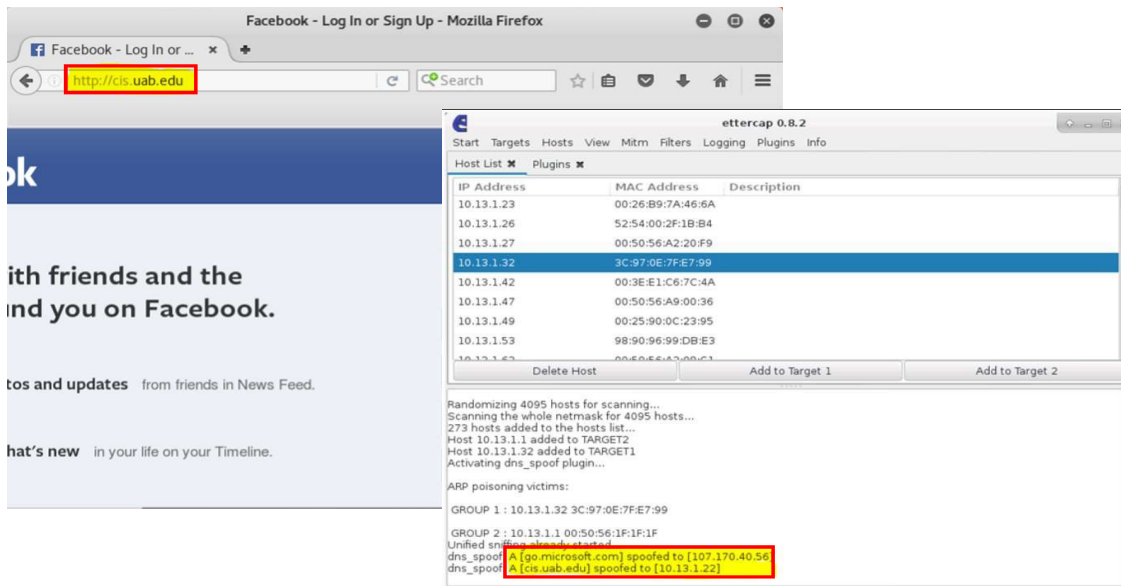 Facebook - Log In or Sign Up - Mozilla Firefox
Facebook - Log In or ...
http://cis.uab.edu
Search
ok
ith friends and the
und you on Facebook.
tos and updates from friends in News Feed.
hat's new in your life on your Timeline.
ettercap 0.8.2
Start Targets Hosts View Mitm Filters Logging Plugins Info
Host List Plugins
IP Address MAC Address Description
10.13.1.23 00:26:B9:7A:46:6A
10.13.1.26 52:54:00:2F:1B:B4
10.13.1.27 00:50:56:A2:20:F9
10.13.1.32 3C:97:0E:7F:E7:99
10.13.1.42 00:3E:E1:C6:7C:4A
10.13.1.47 00:50:56:A9:00:36
10.13.1.49 00:25:90:0C:23:95
10.13.1.53 98:90:96:99:DB:E3
Delete Host Add to Target 1 Add to Target 2
Randomizing 4095 hosts for scanning...
Scanning the whole netmask for 4095 hosts...
273 hosts added to the hosts list...
Host 10.13.1.1 added to TARGET2
Host 10.13.1.32 added to TARGET1
Activating dns_spoof plugin...
ARP poisoning victims:
GROUP 1 : 10.13.1.32 3C:97:0E:7F:E7:99
GROUP 2 : 10.13.1.1 00:50:56:1F:1F:1F
Unified sniffing already started...
dns_spoof: A [go.microsoft.com] spoofed to [107.170.40.56]
dns_spoof: A [cis.uab.edu] spoofed to [10.13.1.22]